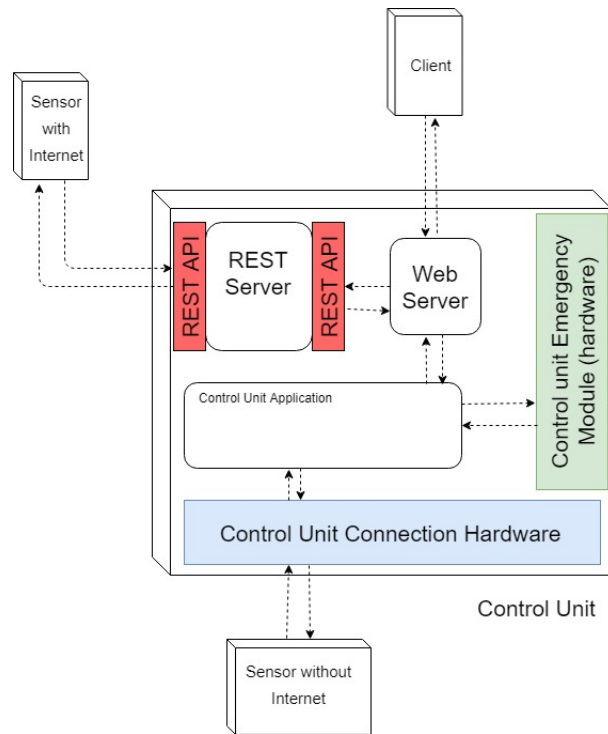 Client
Sensor
with
Internet
REST API
REST
Server
REST API
Web
Server
Control unit Emergency
Module (hardware)
Control Unit Application
Control Unit Connection Hardware
Control Unit
Sensor without
Internet